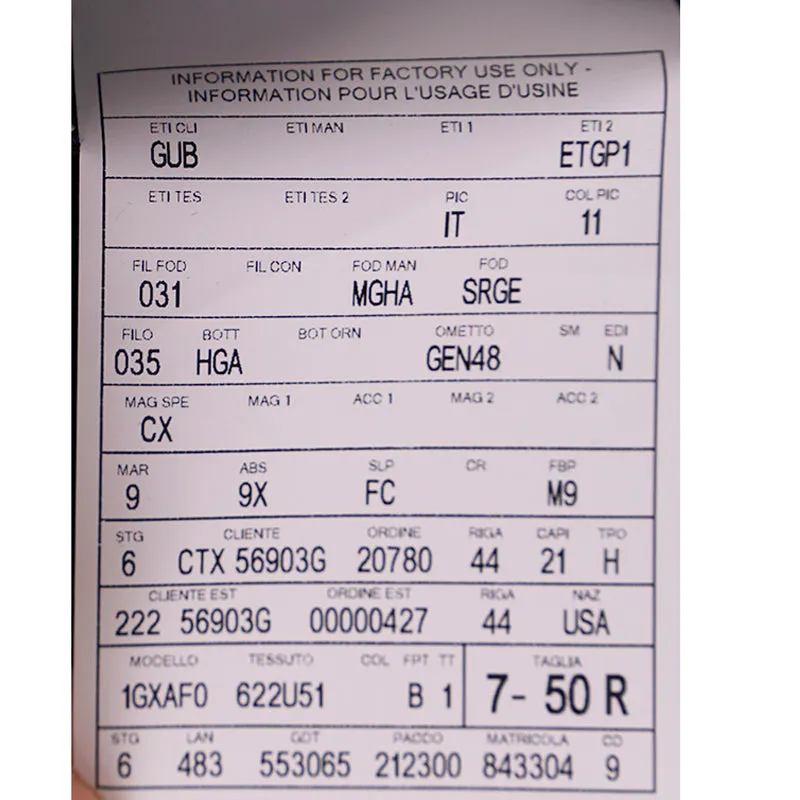 INFORMATION FOR FACTORY USE ONLY -
INFORMATION POUR L'USAGE D'USINE
ETI CLI ETI MAN ETI 1 ETI 2
GUB ETGP1
ETI TES ETI TES 2 PIC COL PIC
IT 11
FIL FOD FIL CON FOD MAN FOD
031 MGHA SRGE
FILO BOTT BOT ORN OMETTO SM EDI
035 HGA GEN48 N
MAG SPE MAG 1 ACC 1 MAG 2 ACC 2
CX
MAR ABS SLP CR FBP
9 9X FC M9
STG CLIENTE ORDINE RIGA CAPI TPO
6 CTX 56903G 20780 44 21 H
CLIENTE EST ORDINE EST RIGA NAZ
222 56903G 00000427 44 USA
MODELLO TESSUTO COL FPT TT TAGLIA
1GXAF0 622U51 B 1 7- 50 R
STG LAN GDT PACCO MATRICOLA CD
6 483 553065 212300 843304 9